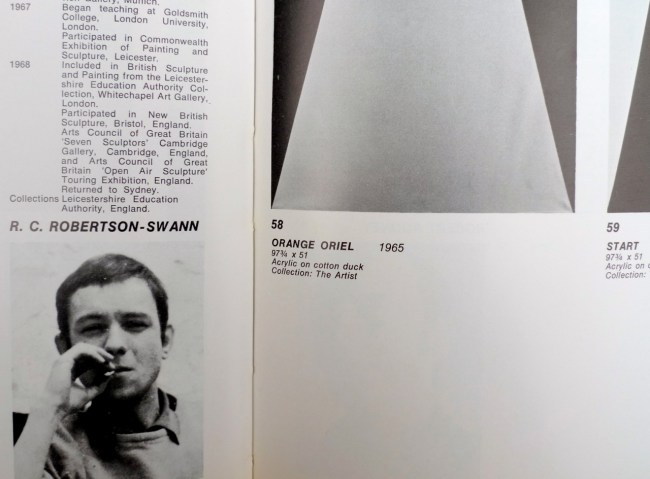 Gallery, Munich.
1967 Began teaching at Goldsmith
College, London University,
London.
Participated in Commonwealth
Exhibition of Painting and
Sculpture, Leicester.
1968 Included in British Sculpture
and Painting from the Leicester-
shire Education Authority Col-
lection, Whitechapel Art Gallery,
London.
Participated in New British
Sculpture, Bristol, England.
Arts Council of Great Britain
'Seven Sculptors' Cambridge
Gallery, Cambridge, England,
and Arts Council of Great
Britain 'Open Air Sculpture'
Touring Exhibition, England.
Returned to Sydney.
Collections Leicestershire Education
Authority, England.
R. C. ROBERTSON-SWANN
58
ORANGE ORIEL 1965
97¾ x 51
Acrylic on cotton duck
Collection: The Artist
59
START
97¾ x 51
Acrylic on
Collection: